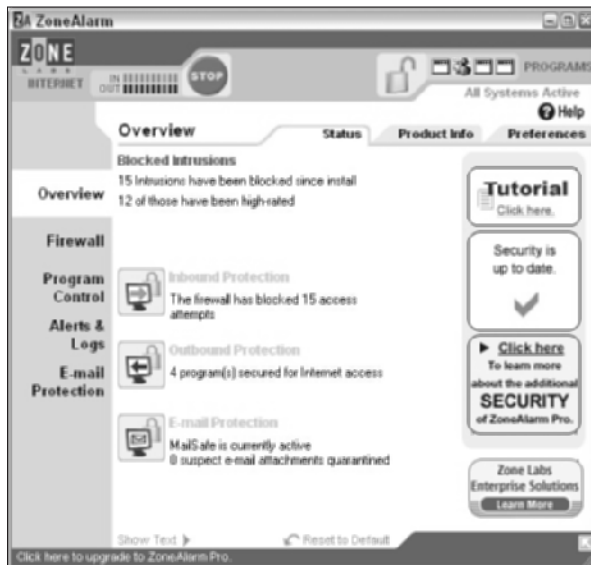 ZA ZoneAlarm
ZONE
LABS
INTERNET
IN
OUT
STOP
PROGRAMS
All Systems Active
? Help
Overview
Status
Product Info
Preferences
Overview
Firewall
Program
Control
Alerts &
Logs
E-mail
Protection
Blocked Intrusions
15 Intrusions have been blocked since install
12 of those have been high-rated
Inbound Protection
The firewall has blocked 15 access
attempts
Outbound Protection
4 program(s) secured for Internet access
E-mail Protection
MailSafe is currently active
0 suspect e-mail attachments quarantined
Tutorial
Click here.
Security is
up to date.
Click here
To learn more
about the additional
SECURITY
of ZoneAlarm Pro.
Zone Labs
Enterprise Solutions
Learn More
Show Text
Reset to Default
Click here to upgrade to ZoneAlarm Pro.